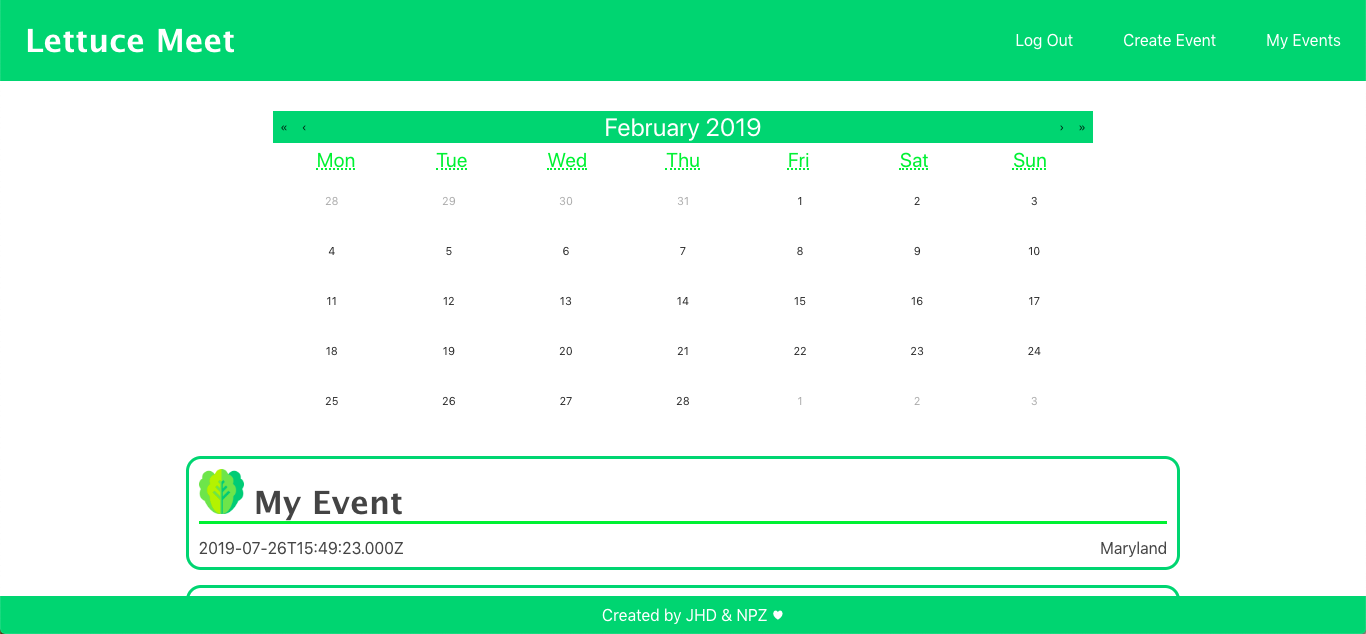 Lettuce Meet Log Out Create Event My Events
« ‹ February 2019 › »
Mon Tue Wed Thu Fri Sat Sun
28 29 30 31 1 2 3
4 5 6 7 8 9 10
11 12 13 14 15 16 17
18 19 20 21 22 23 24
25 26 27 28 1 2 3
My Event
2019-07-26T15:49:23.000Z Maryland
Created by JHD & NPZ ♥